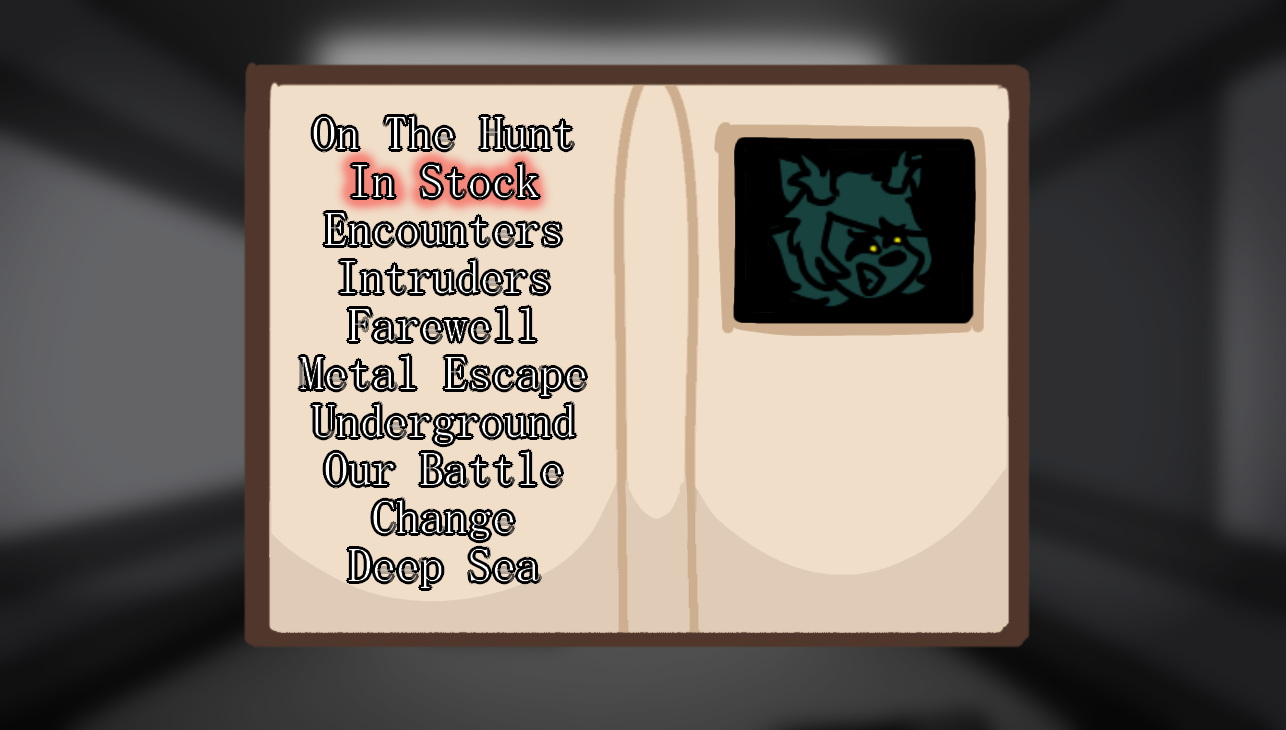 On The Hunt
In Stock
Encounters
Intruders
Farewell
Metal Escape
Underground
Our Battle
Change
Deep Sea